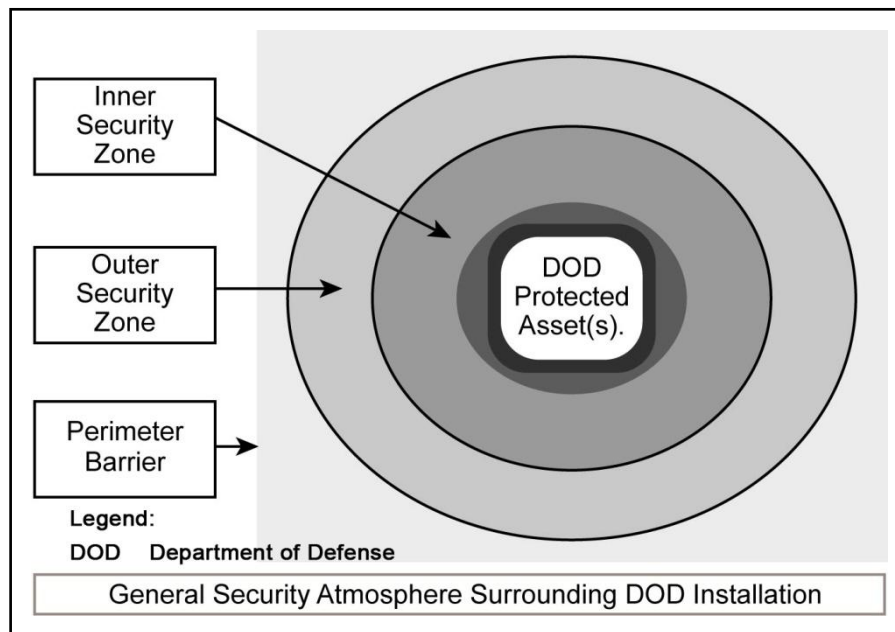 Inner
Security
Zone
Outer
Security
Zone
Perimeter
Barrier
DOD
Protected
Asset(s).
Legend:
DOD Department of Defense
General Security Atmosphere Surrounding DOD Installation